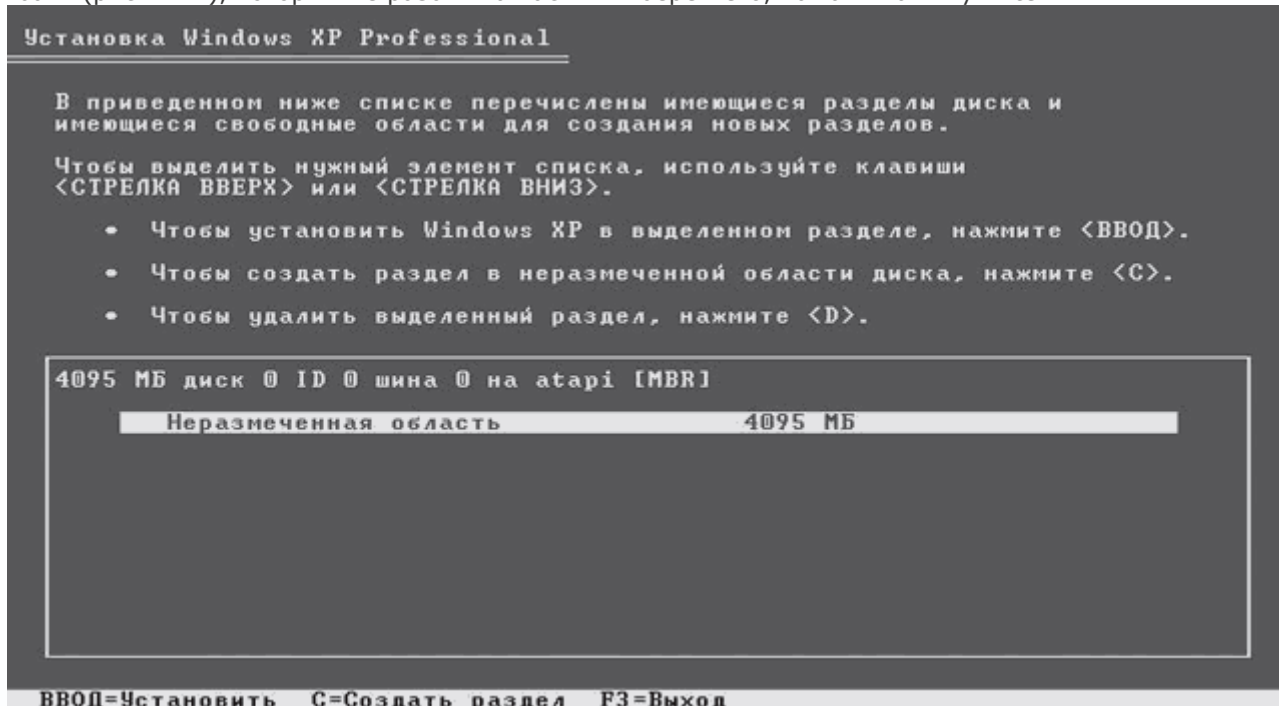 Установка Windows XP Professional
В приведенном ниже списке перечислены имеющиеся разделы диска и
имеющиеся свободные области для создания новых разделов.
Чтобы выделить нужный элемент списка, используйте клавиши
<СТРЕЛКА ВВЕРХ> или <СТРЕЛКА ВНИЗ>.
• Чтобы установить Windows XP в выделенном разделе, нажмите <ВВОД>.
• Чтобы создать раздел в неразмеченной области диска, нажмите <C>.
• Чтобы удалить выделенный раздел, нажмите <D>.
4095 МБ диск 0 ID 0 шина 0 на atapi [MBR]
Неразмеченная область 4095 МБ
ВВОД=Установить C=Создать раздел F3=Выход